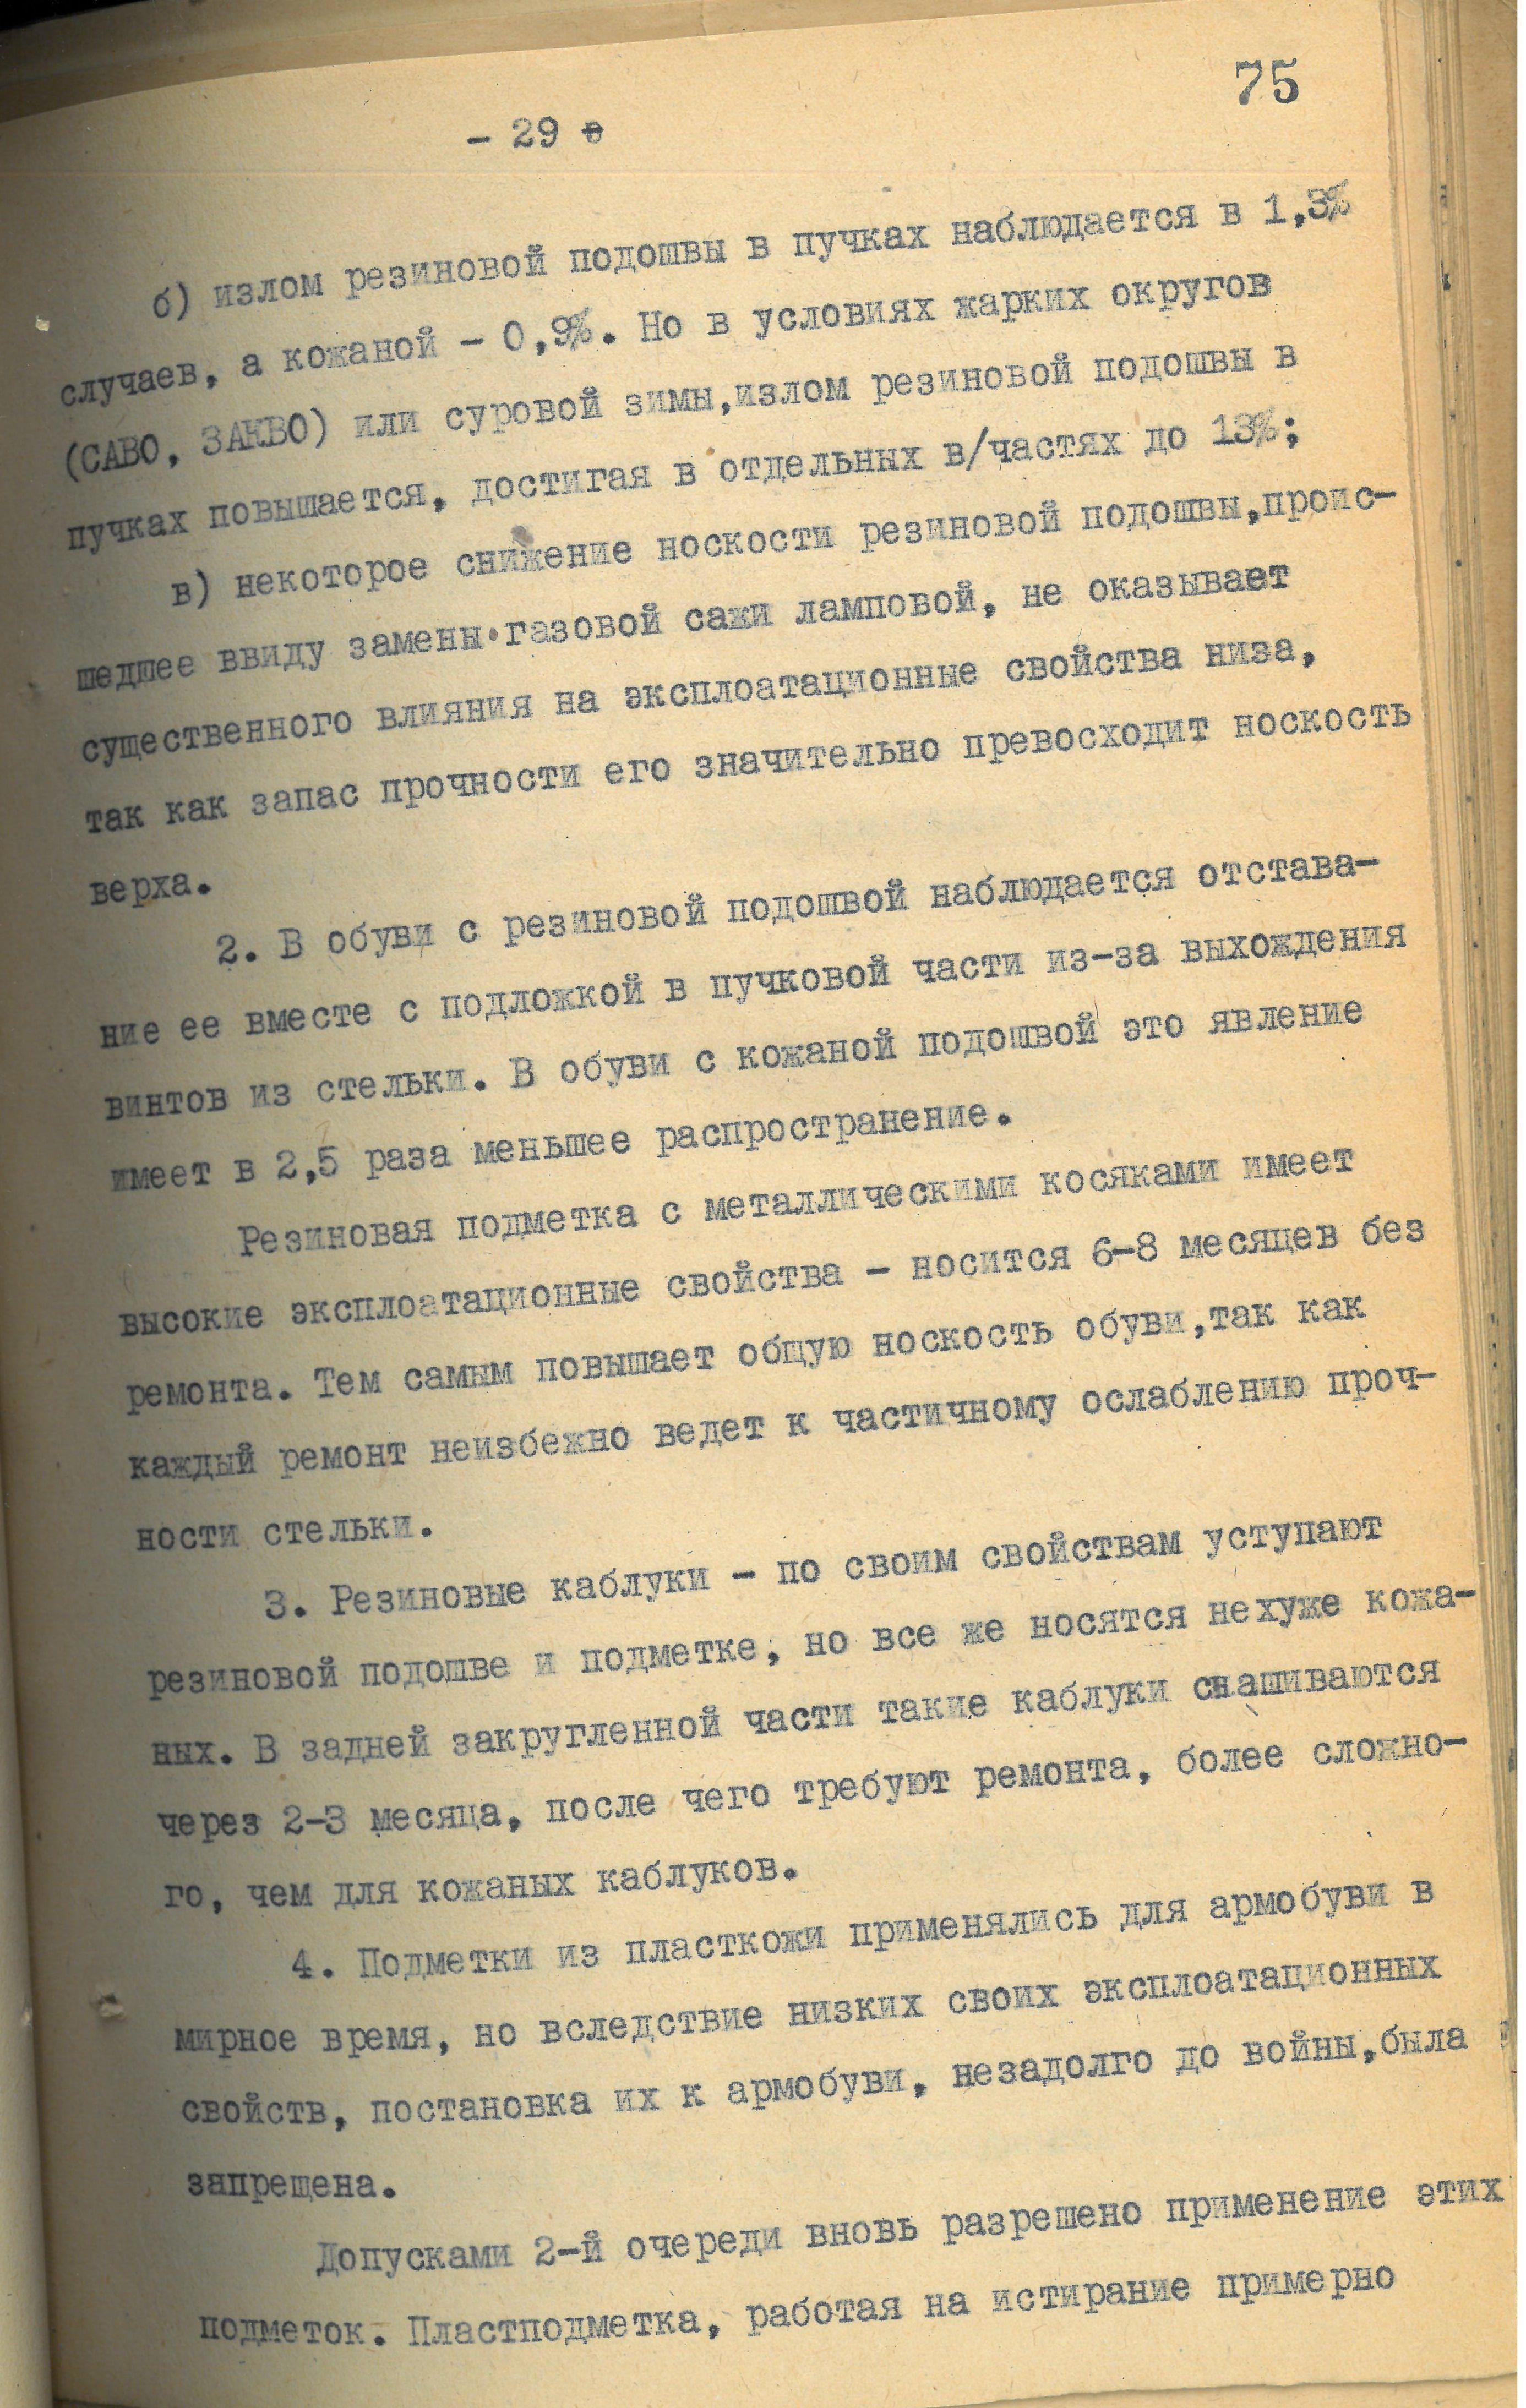 75
- 29 -
б) излом резиновой подошвы в пучках наблюдается в 1,3%
случаев, а кожаной - 0,9%. Но в условиях жарких округов
(САВО, ЗАКВО) или суровой зимы,излом резиновой подошвы в
пучках повышается, достигая в отдельных в/частях до 13%;
в) некоторое снижение носкости резиновой подошвы,проис-
шедшее ввиду замены газовой сажи ламповой, не оказывает
существенного влияния на эксплоатационные свойства низа,
так как запас прочности его значительно превосходит носкость
верха.
2. В обуви с резиновой подошвой наблюдается отстава-
ние ее вместе с подложкой в пучковой части из-за выхождения
винтов из стельки. В обуви с кожаной подошвой это явление
имеет в 2,5 раза меньшее распространение.
Резиновая подметка с металлическими косяками имеет
высокие эксплоатационные свойства - носится 6-8 месяцев без
ремонта. Тем самым повышает общую носкость обуви,так как
каждый ремонт неизбежно ведет к частичному ослаблению проч-
ности стельки.
3. Резиновые каблуки - по своим свойствам уступают
резиновой подошве и подметке, но все же носятся нехуже кожа-
ных. В задней закругленной части такие каблуки снашиваются
через 2-3 месяца, после чего требуют ремонта, более сложно-
го, чем для кожаных каблуков.
4. Подметки из пласткожи применялись для армобуви в
мирное время, но вследствие низких своих эксплоатационных
свойств, постановка их к армобуви, незадолго до войны,была
запрещена.
Допусками 2-й очереди вновь разрешено применение этих
подметок. Пластподметка, работая на истирание примерно